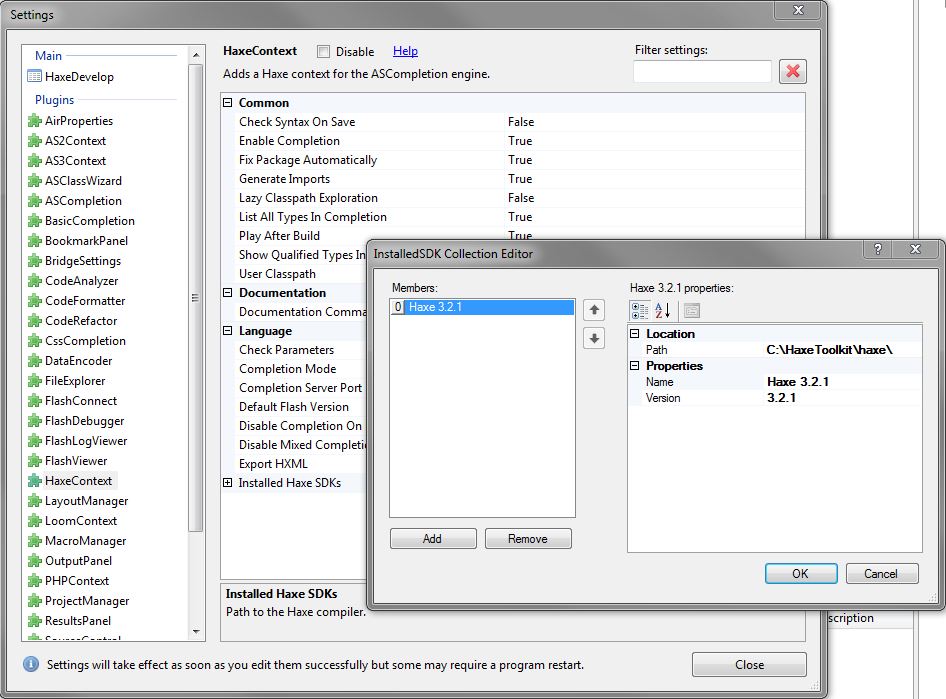 Settings
Main
HaxeDevelop
Plugins
AirProperties
AS2Context
AS3Context
ASClassWizard
ASCompletion
BasicCompletion
BookmarkPanel
BridgeSettings
CodeAnalyzer
CodeFormatter
CodeRefactor
CssCompletion
DataEncoder
FileExplorer
FlashConnect
FlashDebugger
FlashLogViewer
FlashViewer
HaxeContext
LayoutManager
LoomContext
MacroManager
OutputPanel
PHPContext
ProjectManager
ResultsPanel
SourceControl
HaxeContext Disable Help
Filter settings:
Adds a Haxe context for the ASCompletion engine.
Common
Check Syntax On Save False
Enable Completion True
Fix Package Automatically True
Generate Imports True
Lazy Classpath Exploration False
List All Types In Completion True
Play After Build True
Show Qualified Types In
User Classpath
Documentation
Documentation Comma
Language
Check Parameters
Completion Mode
Completion Server Port
Default Flash Version
Disable Completion On
Disable Mixed Completi
Export HXML
Installed Haxe SDKs
Installed Haxe SDKs
Path to the Haxe compiler.
Settings will take effect as soon as you edit them successfully but some may require a program restart.
Close
InstalledSDK Collection Editor
?
Members:
0 Haxe 3.2.1
Add Remove
Haxe 3.2.1 properties:
Location
Path C:\HaxeToolkit\haxe\
Properties
Name Haxe 3.2.1
Version 3.2.1
OK Cancel
scription